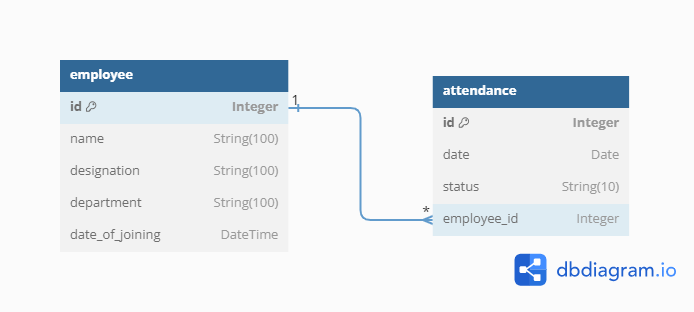 employee
id Integer
name String(100)
designation String(100)
department String(100)
date_of_joining DateTime
1
*
attendance
id Integer
date Date
status String(10)
employee_id Integer
dbdiagram.io